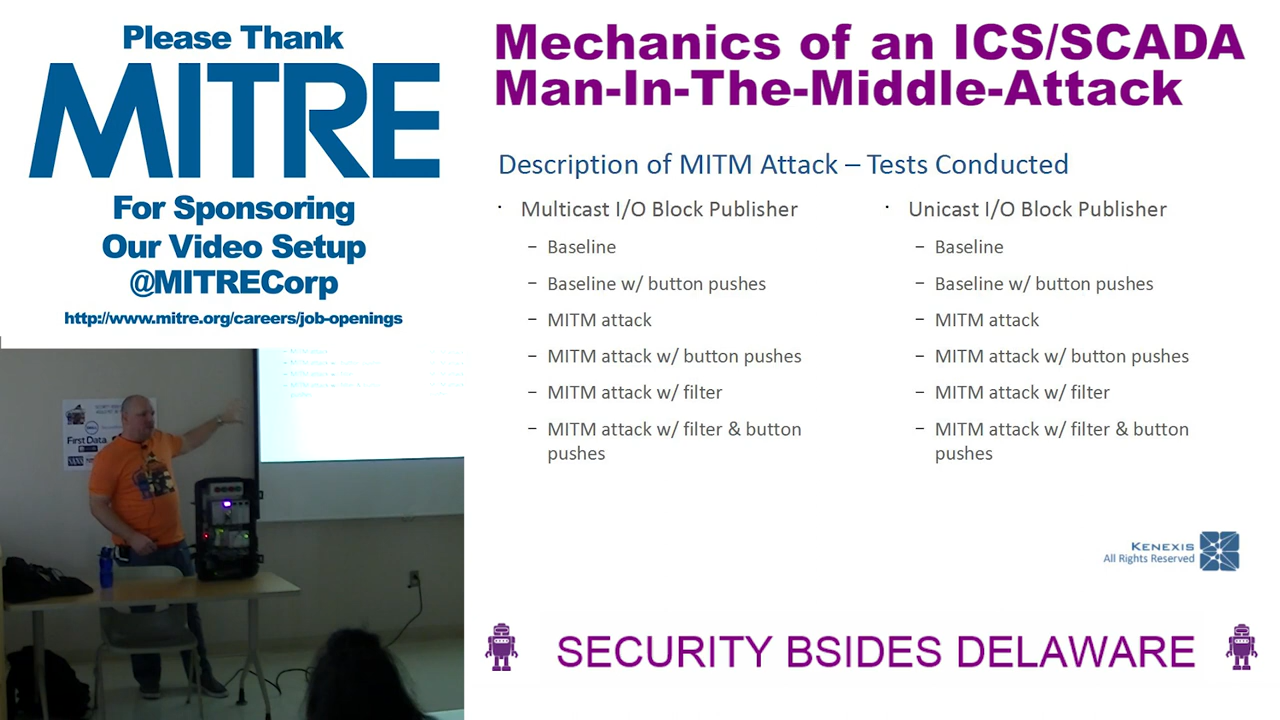 Please Thank
MITRE
For Sponsoring
Our Video Setup
@MITRECorp
http://www.mitre.org/careers/job-openings
First Data
Mechanics of an ICS/SCADA
Man-In-The-Middle-Attack
Description of MITM Attack – Tests Conducted
· Multicast I/O Block Publisher
– Baseline
– Baseline w/ button pushes
– MITM attack
– MITM attack w/ button pushes
– MITM attack w/ filter
– MITM attack w/ filter & button
pushes
· Unicast I/O Block Publisher
– Baseline
– Baseline w/ button pushes
– MITM attack
– MITM attack w/ button pushes
– MITM attack w/ filter
– MITM attack w/ filter & button
pushes
KENEXIS
All Rights Reserved
SECURITY BSIDES DELAWARE